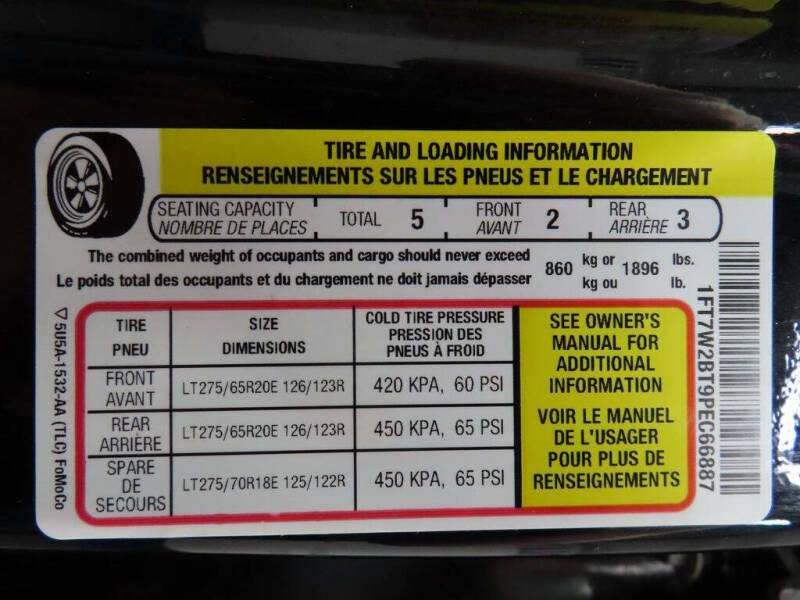 TIRE AND LOADING INFORMATION
RENSEIGNEMENTS SUR LES PNEUS ET LE CHARGEMENT
SEATING CAPACITY TOTAL 5 FRONT 2 REAR 3
NOMBRE DE PLACES AVANT ARRIÈRE
The combined weight of occupants and cargo should never exceed 860 kg or 1896 lbs.
Le poids total des occupants et du chargement ne doit jamais dépasser kg ou lb.
TIRE SIZE COLD TIRE PRESSURE
PNEU DIMENSIONS PRESSION DES
PNEUS À FROID
FRONT
AVANT LT275/65R20E 126/123R 420 KPA, 60 PSI
REAR
ARRIÈRE LT275/65R20E 126/123R 450 KPA, 65 PSI
SPARE
DE
SECOURS LT275/70R18E 125/122R 450 KPA, 65 PSI
SEE OWNER'S
MANUAL FOR
ADDITIONAL
INFORMATION
VOIR LE MANUEL
DE L'USAGER
POUR PLUS DE
RENSEIGNEMENTS
▽ 5U5A-1532-AA (TLC) FoMoCo
1FT7W2BT9PEC66887